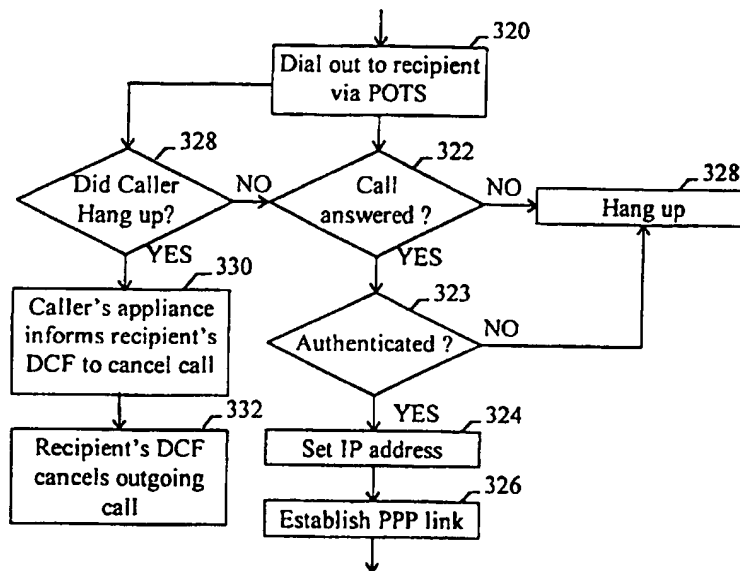 320
Dial out to recipient
via POTS
328
Did Caller
Hang up?
NO
YES
322
Call
answered ?
NO
YES
328
Hang up
330
Caller's appliance
informs recipient's
DCF to cancel call
323
Authenticated ?
NO
YES
332
Recipient's DCF
cancels outgoing
call
324
Set IP address
326
Establish PPP link